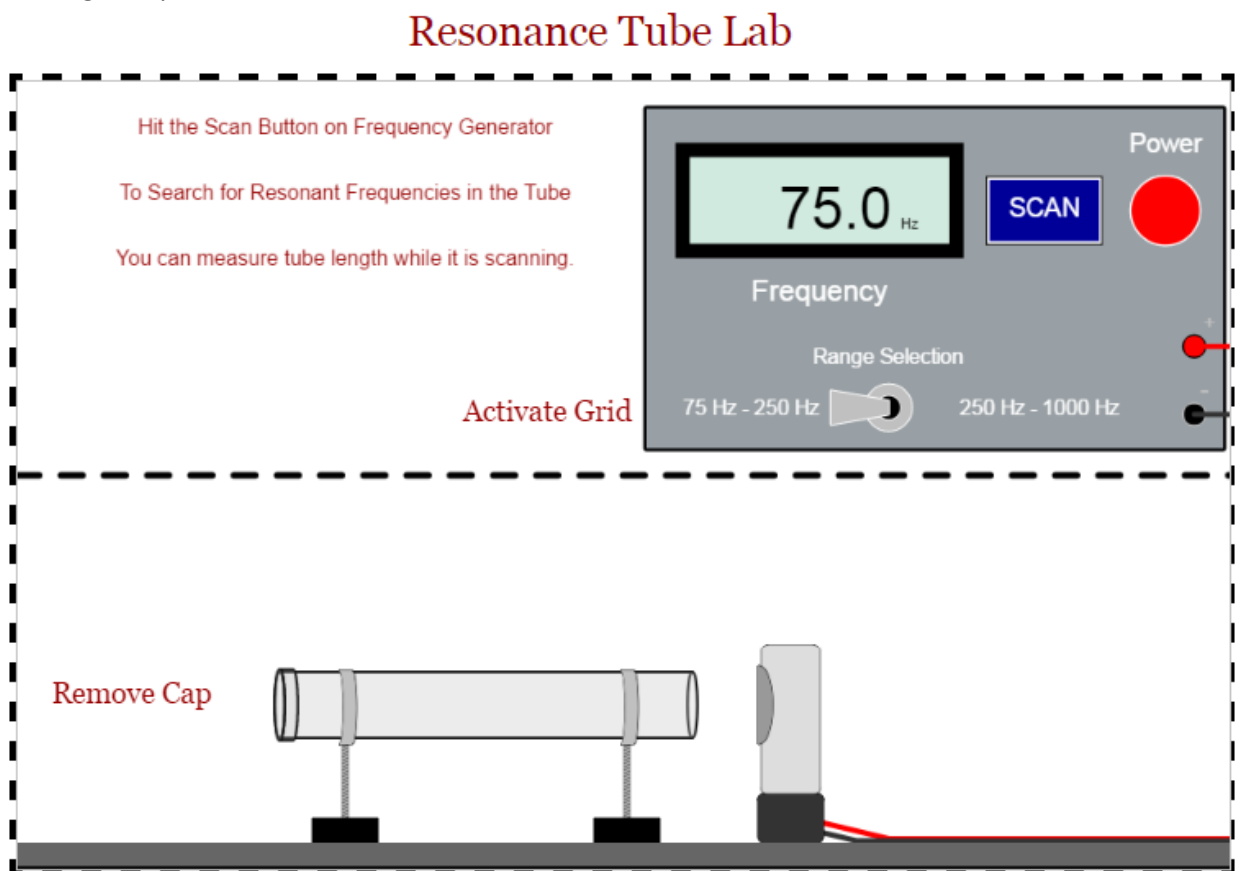 Resonance Tube Lab
Hit the Scan Button on Frequency Generator
To Search for Resonant Frequencies in the Tube
You can measure tube length while it is scanning.
Power
75.0 Hz
SCAN
Frequency
+
Range Selection
-
Activate Grid
75 Hz - 250 Hz
250 Hz - 1000 Hz
Remove Cap